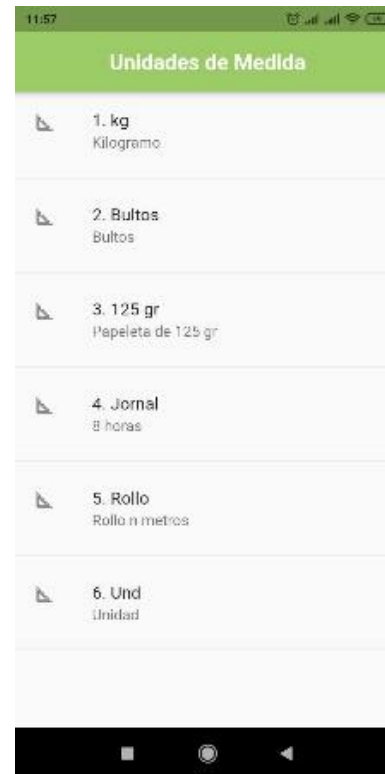 11:57
Unidades de Medida
1. kg
Kilogramo
2. Bultos
Bultos
3. 125 gr
Papeleta de 125 gr
4. Jornal
8 horas
5. Rollo
Rollo n metros
6. Und
Unidad